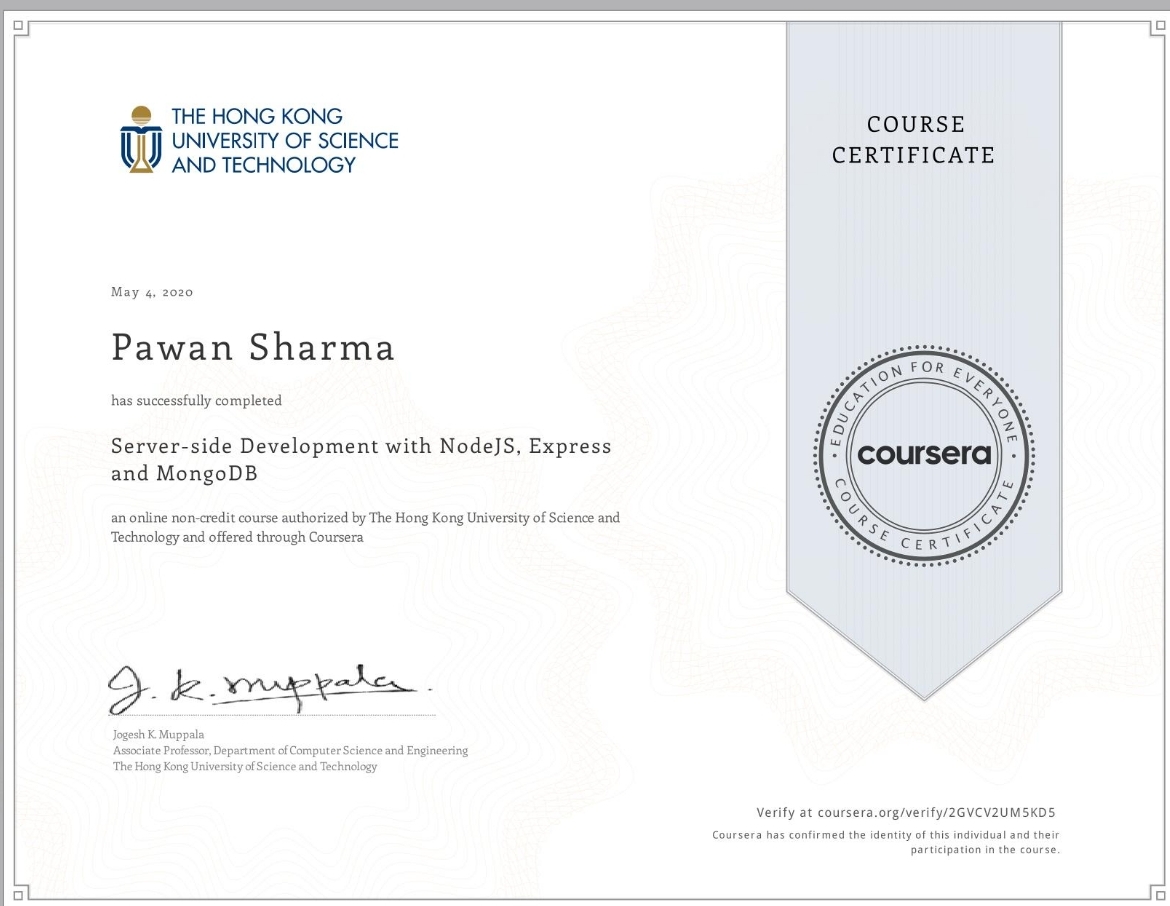 THE HONG KONG
UNIVERSITY OF SCIENCE
AND TECHNOLOGY
COURSE
CERTIFICATE
May 4, 2020
Pawan Sharma
has successfully completed
Server-side Development with NodeJS, Express
and MongoDB
an online non-credit course authorized by The Hong Kong University of Science and
Technology and offered through Coursera
EDUCATION FOR EVERYONE
coursera
COURSE CERTIFICATE
J. K. Muppala
Jogesh K. Muppala
Associate Professor, Department of Computer Science and Engineering
The Hong Kong University of Science and Technology
Verify at coursera.org/verify/2GVCV2UM5KD5
Coursera has confirmed the identity of this individual and their
participation in the course.